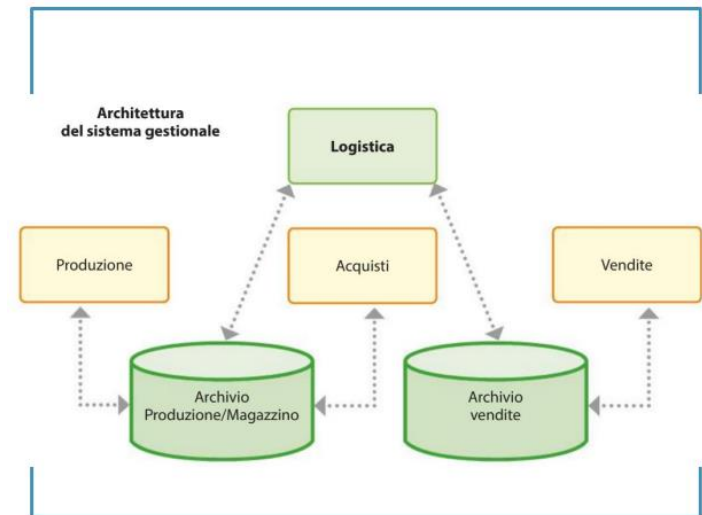 Architettura
del sistema gestionale
Logistica
Produzione
Acquisti
Vendite
Archivio
Produzione/Magazzino
Archivio
vendite